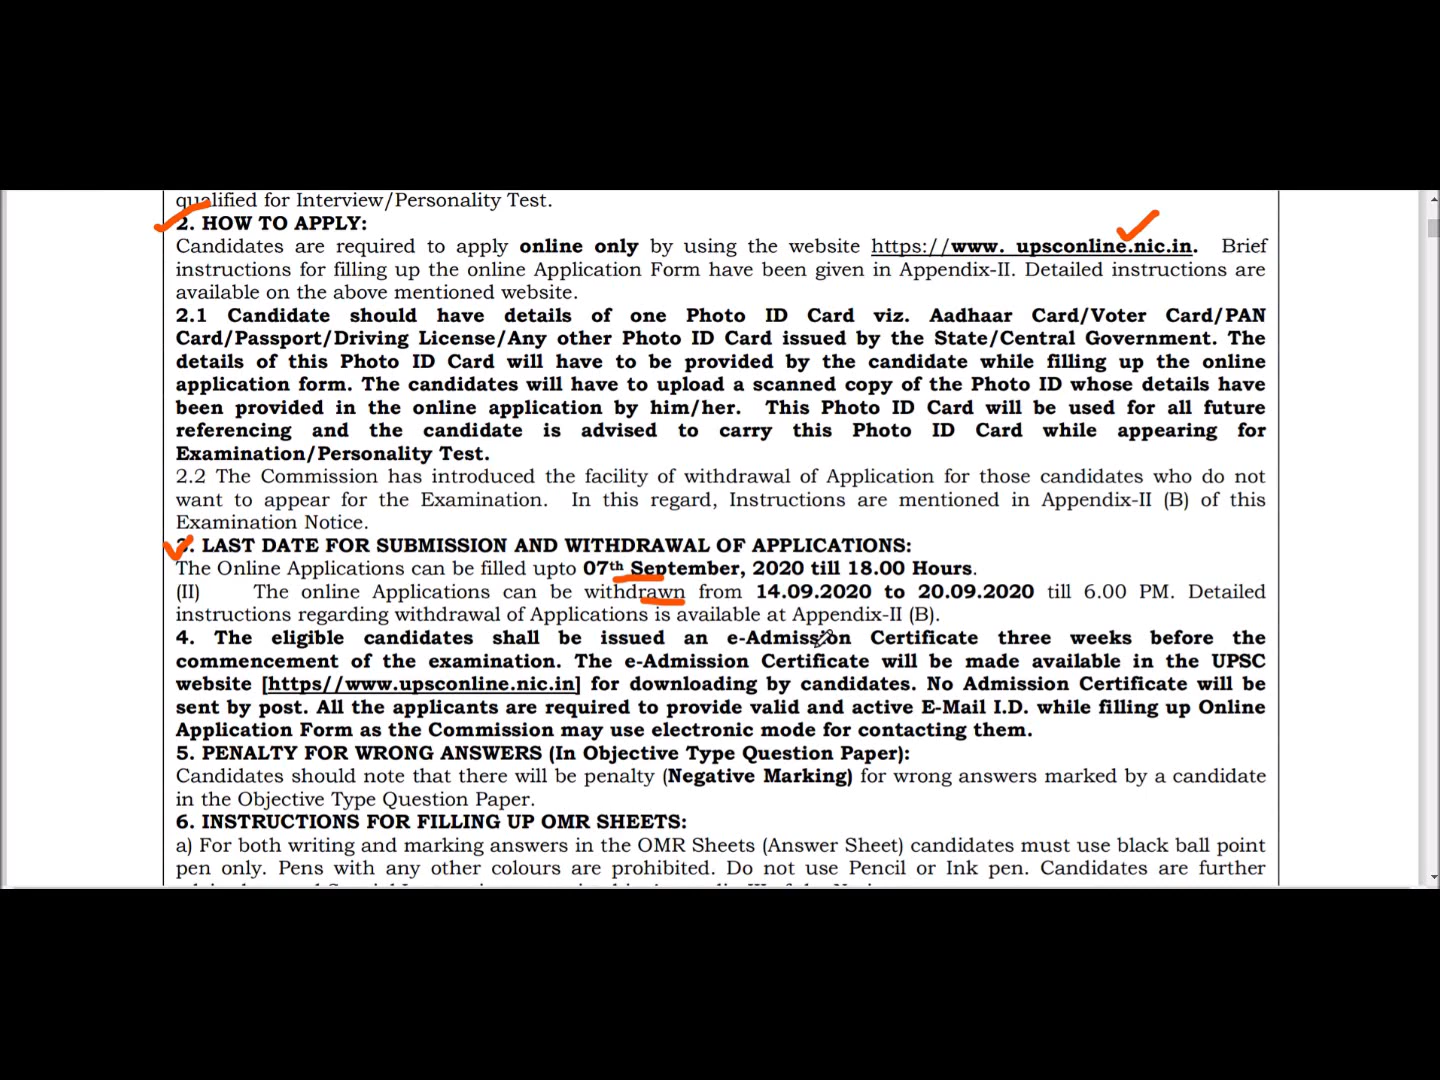 qualified for Interview/Personality Test.
2. HOW TO APPLY:
Candidates are required to apply online only by using the website https://www. upsconline.nic.in. Brief
instructions for filling up the online Application Form have been given in Appendix-II. Detailed instructions are
available on the above mentioned website.
2.1 Candidate should have details of one Photo ID Card viz. Aadhaar Card/Voter Card/PAN
Card/Passport/Driving License/Any other Photo ID Card issued by the State/Central Government. The
details of this Photo ID Card will have to be provided by the candidate while filling up the online
application form. The candidates will have to upload a scanned copy of the Photo ID whose details have
been provided in the online application by him/her. This Photo ID Card will be used for all future
referencing and the candidate is advised to carry this Photo ID Card while appearing for
Examination/Personality Test.
2.2 The Commission has introduced the facility of withdrawal of Application for those candidates who do not
want to appear for the Examination. In this regard, Instructions are mentioned in Appendix-II (B) of this
Examination Notice.
3. LAST DATE FOR SUBMISSION AND WITHDRAWAL OF APPLICATIONS:
The Online Applications can be filled upto 07th September, 2020 till 18.00 Hours.
(II) The online Applications can be withdrawn from 14.09.2020 to 20.09.2020 till 6.00 PM. Detailed
instructions regarding withdrawal of Applications is available at Appendix-II (B).
4. The eligible candidates shall be issued an e-Admission Certificate three weeks before the
commencement of the examination. The e-Admission Certificate will be made available in the UPSC
website [https//www.upsconline.nic.in] for downloading by candidates. No Admission Certificate will be
sent by post. All the applicants are required to provide valid and active E-Mail I.D. while filling up Online
Application Form as the Commission may use electronic mode for contacting them.
5. PENALTY FOR WRONG ANSWERS (In Objective Type Question Paper):
Candidates should note that there will be penalty (Negative Marking) for wrong answers marked by a candidate
in the Objective Type Question Paper.
6. INSTRUCTIONS FOR FILLING UP OMR SHEETS:
a) For both writing and marking answers in the OMR Sheets (Answer Sheet) candidates must use black ball point
pen only. Pens with any other colours are prohibited. Do not use Pencil or Ink pen. Candidates are further